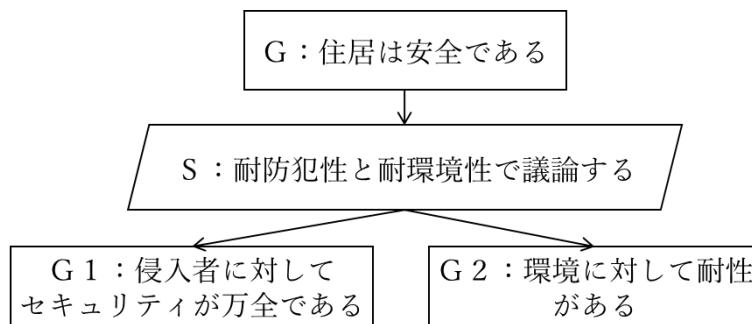 G：住居は安全である
S：耐防犯性と耐環境性で議論する
G1：侵入者に対して
セキュリティが万全である
G2：環境に対して耐性
がある